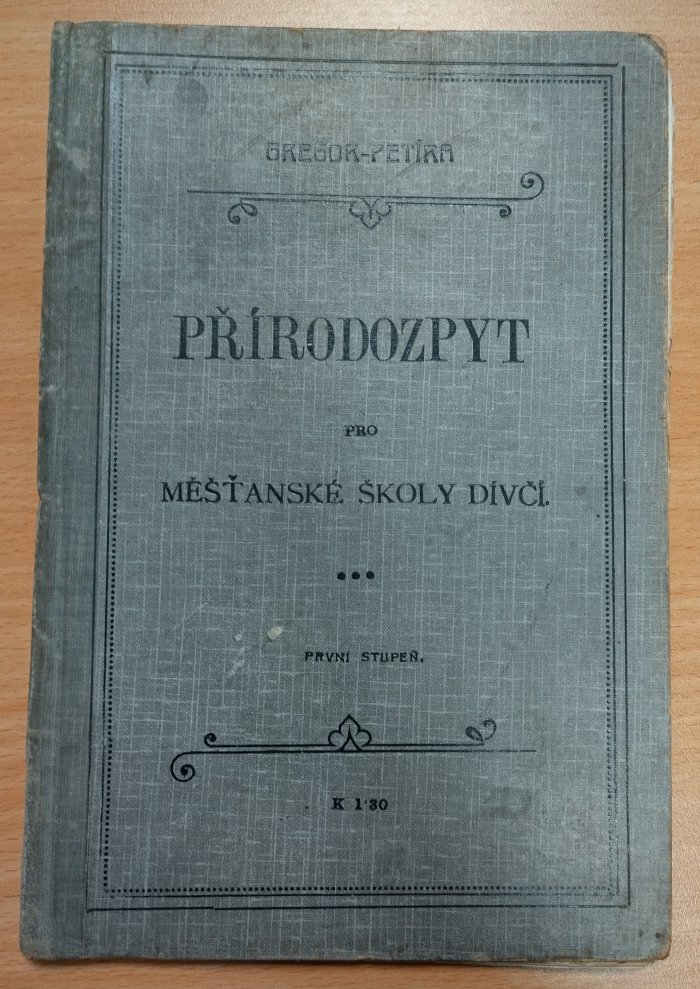 GREGOR-PETÍRA
PŘÍRODOZPYT
PRO
MĚŠŤANSKÉ ŠKOLY DÍVČÍ.
PRVNÍ STUPEŇ.
K 1·30